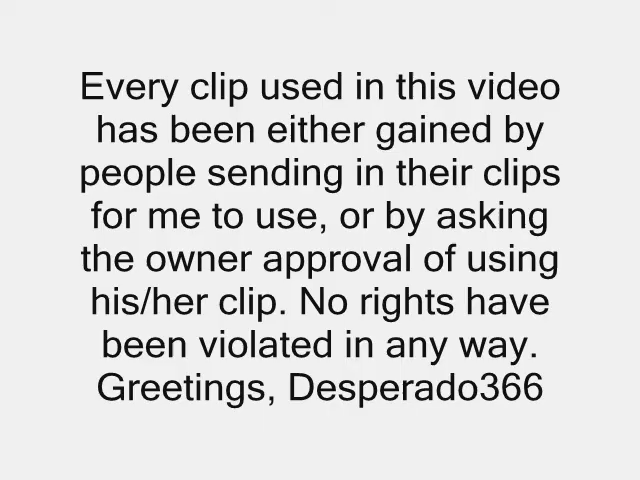 Every clip used in this video
has been either gained by
people sending in their clips
for me to use, or by asking
the owner approval of using
his/her clip. No rights have
been violated in any way.
Greetings, Desperado366